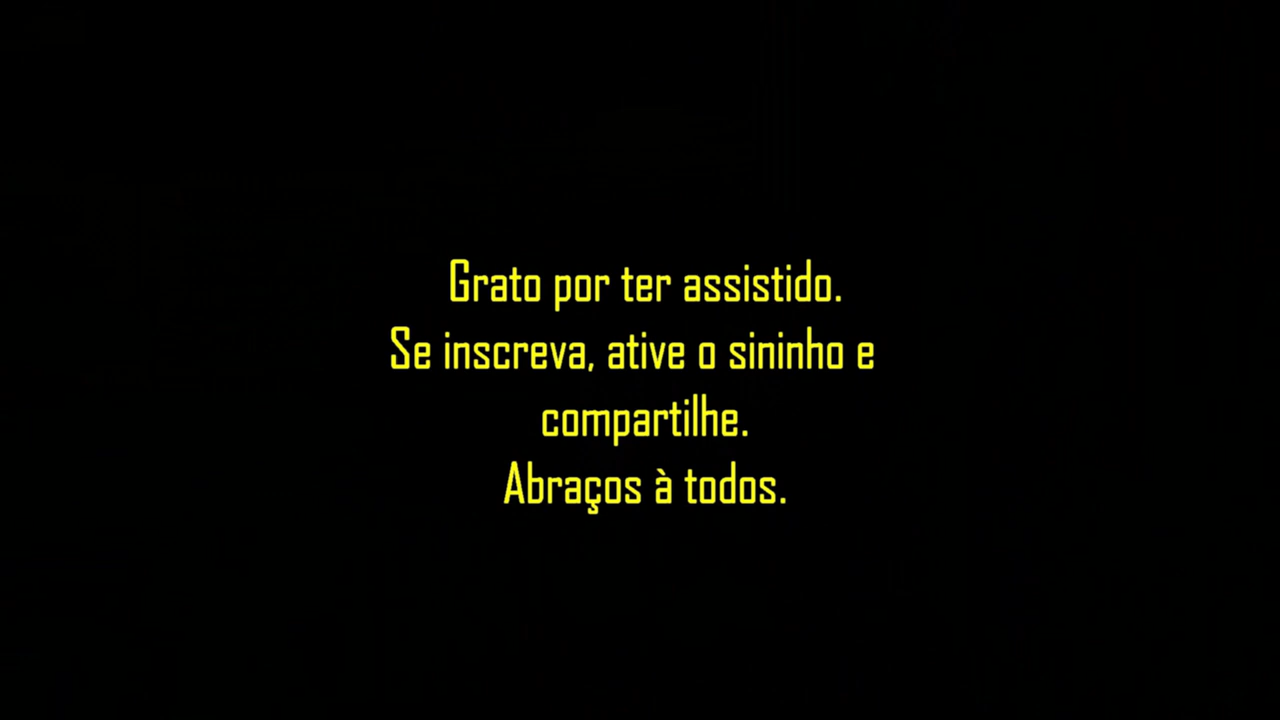 Grato por ter assistido.
Se inscreva, ative o sininho e
compartilhe.
Abraços à todos.